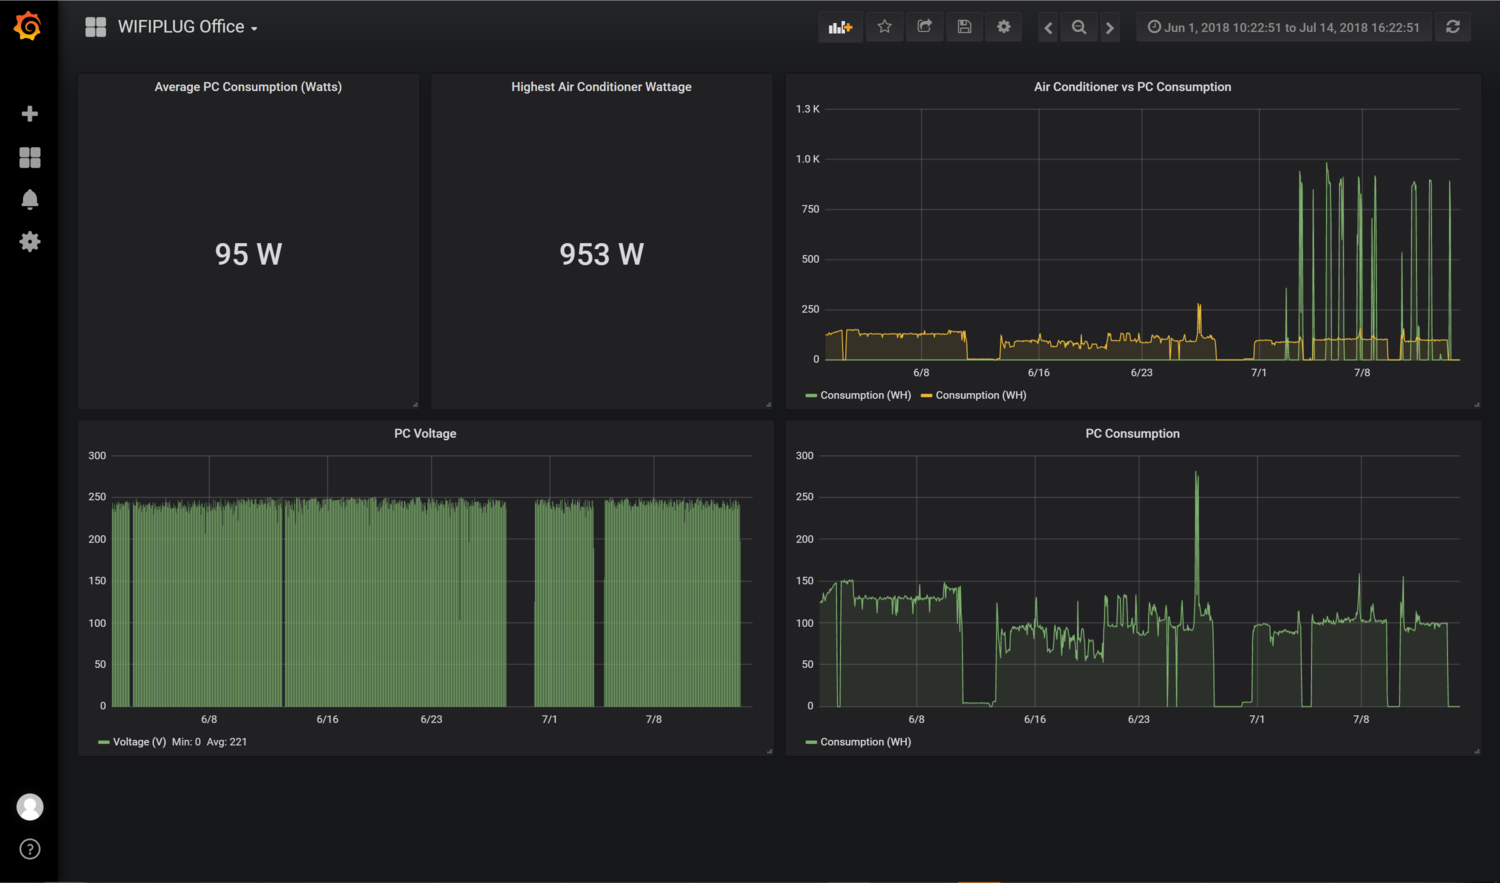 WIFIPLUG Office
Jun 1, 2018 10:22:51 to Jul 14, 2018 16:22:51
Average PC Consumption (Watts)
95 W
Highest Air Conditioner Wattage
953 W
Air Conditioner vs PC Consumption
1.3 K
1.0 K
750
500
250
0
6/8 6/16 6/23 7/1 7/8
Consumption (WH) Consumption (WH)
PC Voltage
300
250
200
150
100
50
0
6/8 6/16 6/23 7/1 7/8
Voltage (V) Min: 0 Avg: 221
PC Consumption
300
250
200
150
100
50
0
6/8 6/16 6/23 7/1 7/8
Consumption (WH)
?